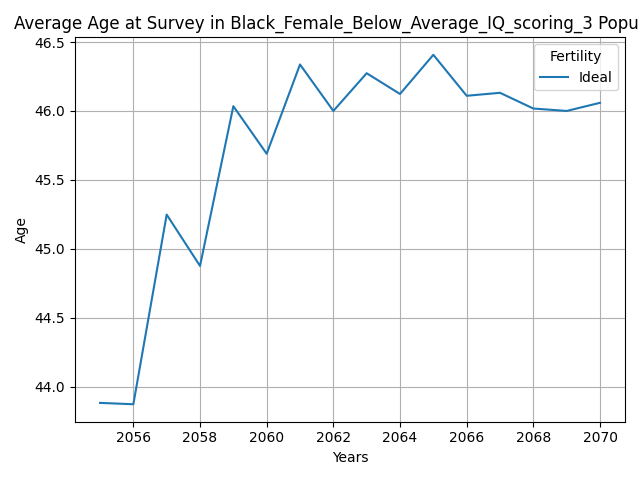 Average Age at Survey in Black_Female_Below_Average_IQ_scoring_3 Popu
46.5
46.0
45.5
45.0
44.5
44.0
Age
Fertility
Ideal
2056 2058 2060 2062 2064 2066 2068 2070
Years